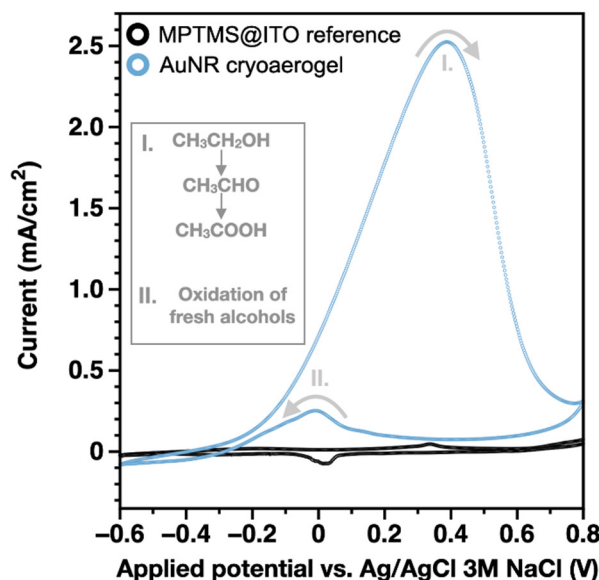 MPTMS@ITO reference
AuNR cryoaerogel
2.5
2.0
1.5
1.0
0.5
0
I.
I. CH₃CH₂OH
CH₃CHO
CH₃COOH
II. Oxidation of
fresh alcohols
II.
Current (mA/cm²)
−0.6 −0.4 −0.2 0 0.2 0.4 0.6 0.8
Applied potential vs. Ag/AgCl 3M NaCl (V)